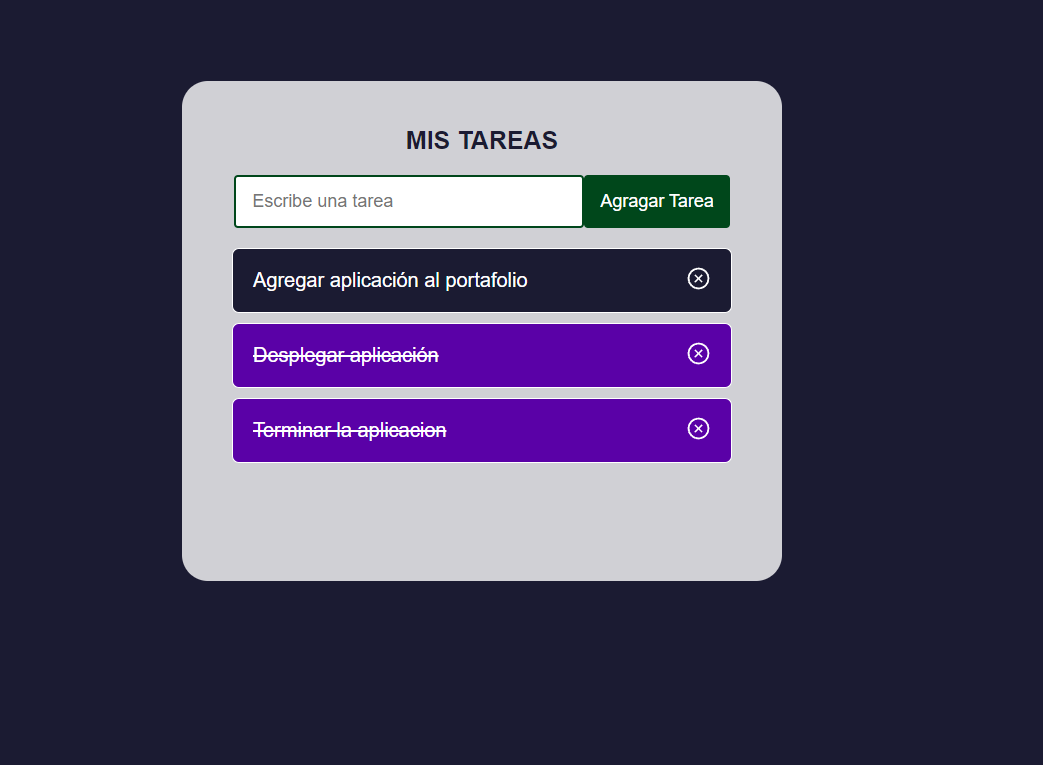 MIS TAREAS
Escribe una tarea
Agragar Tarea
Agregar aplicación al portafolio
Desplegar aplicación
Terminar la aplicacion